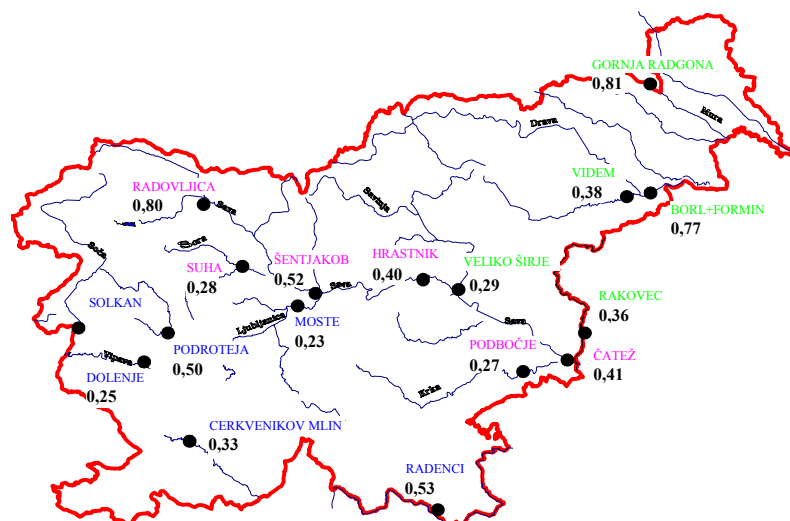 GORNJA RADGONA
0,81
Mura
Drava
VIDEM
0,38
BORL+FORMIN
0,77
RADOVLJICA
0,80
Sava
Savinja
Sora
Soča
SUHA
0,28
ŠENTJAKOB
0,52
HRASTNIK
0,40
VELIKO ŠIRJE
0,29
Sava
SOLKAN
Ljubljanica
MOSTE
0,23
Sava
RAKOVEC
0,36
PODROTEJA
0,50
Vipava
DOLENJE
0,25
PODBOČJE
0,27
ČATEŽ
0,41
Krka
CERKVENIKOV MLIN
0,33
RADENCI
0,53